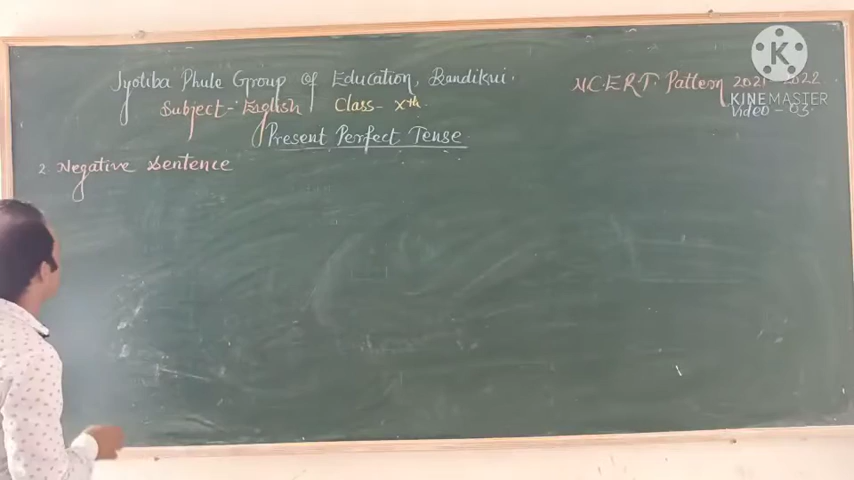 Jyotiba Phule Group of Education, Bandikui.
Subject- English Class- Xth
Present Perfect Tense
N.C.E.R.T. Pattern 2021-2022
Video - 03
K
KINEMASTER
2. Negative Sentence